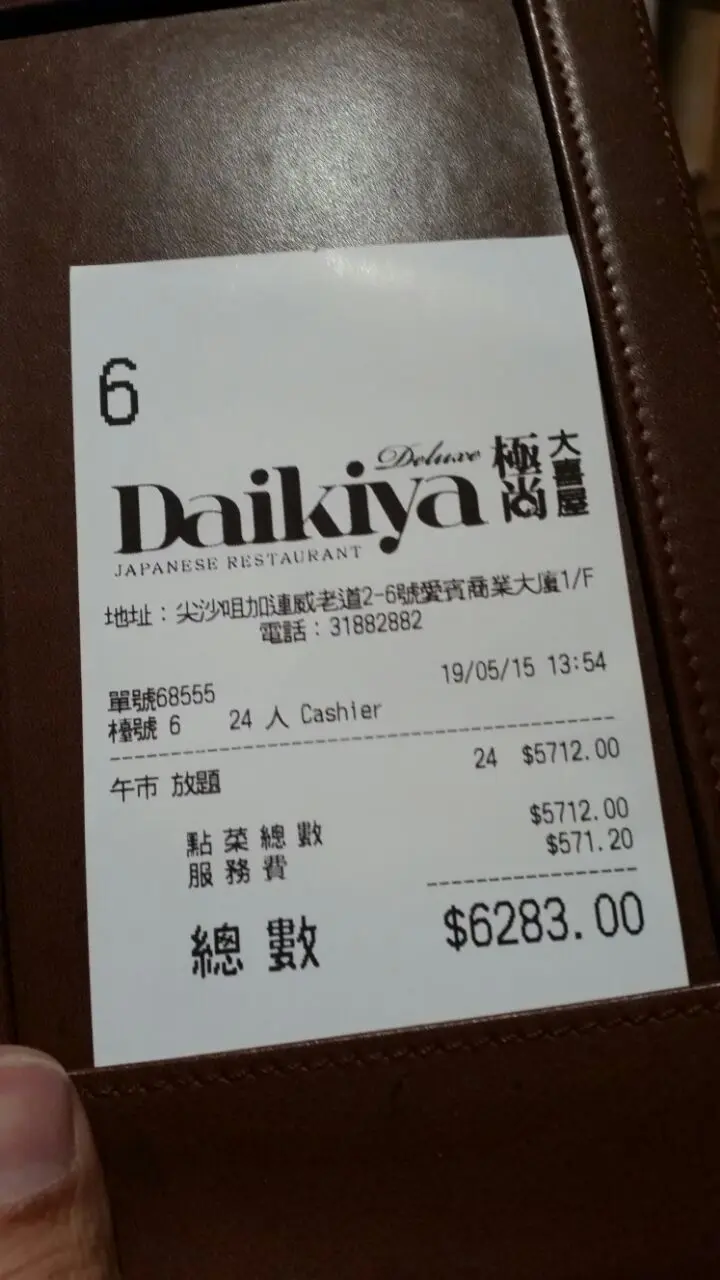 6
Deluxe
Daikiya
極尚
大喜屋
JAPANESE RESTAURANT
地址：尖沙咀加連威老道2-6號愛賓商業大廈1/F
電話：31882882
19/05/15 13:54
單號68555
檯號 6 24 人 Cashier
午市 放題 24 $5712.00
點菜總數 $5712.00
服務費 $571.20
總數 $6283.00